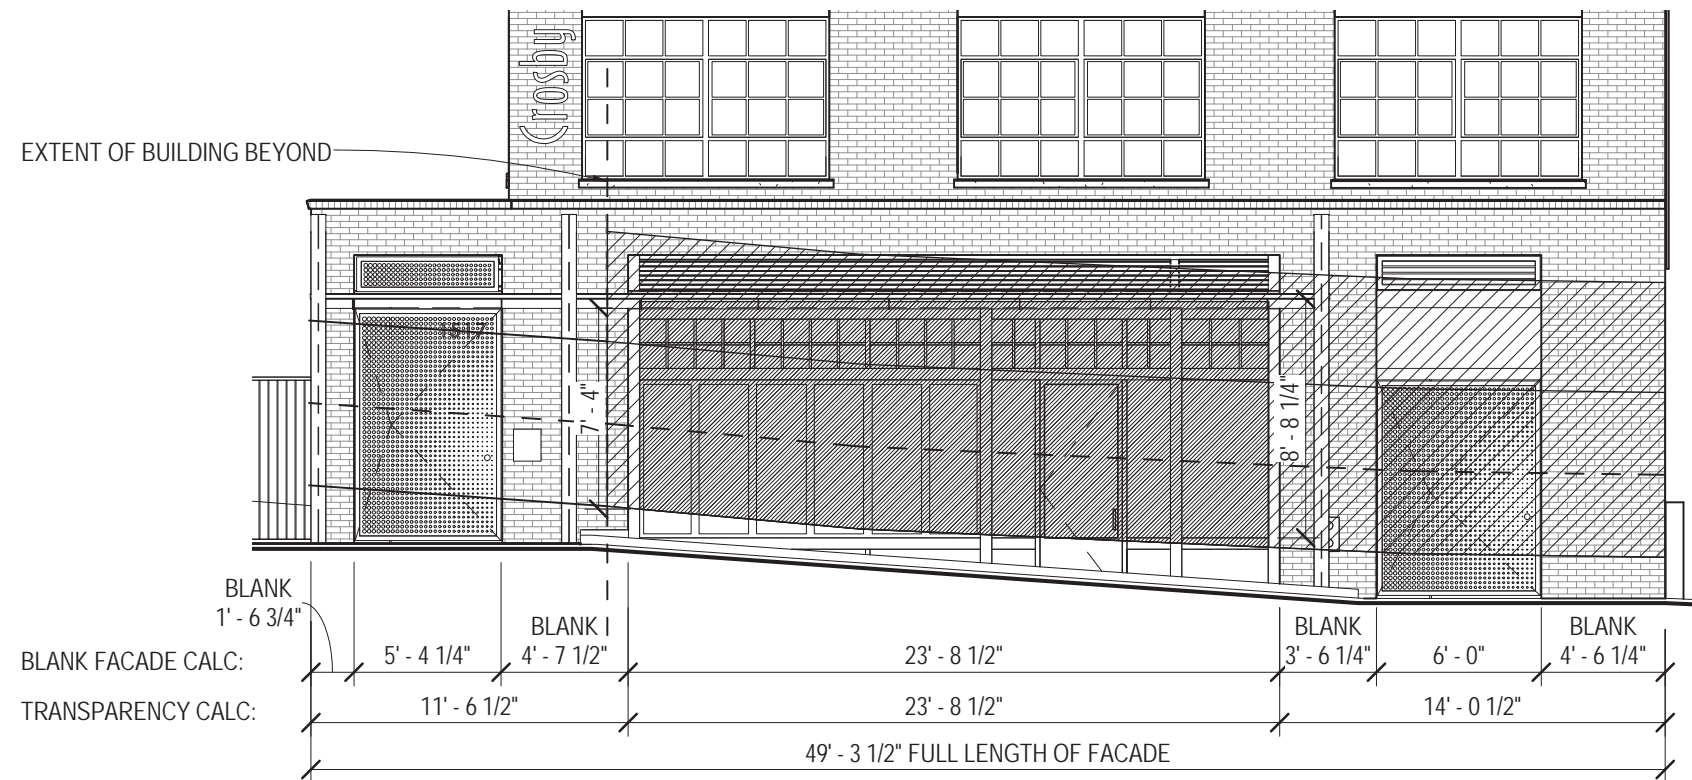 Crosby
EXTENT OF BUILDING BEYOND
1517
7' - 4"
8' - 8 1/4"
BLANK
1' - 6 3/4"
BLANK
BLANK
BLANK
BLANK FACADE CALC:
5' - 4 1/4"
4' - 7 1/2"
23' - 8 1/2"
3' - 6 1/4"
6' - 0"
4' - 6 1/4"
TRANSPARENCY CALC:
11' - 6 1/2"
23' - 8 1/2"
14' - 0 1/2"
49' - 3 1/2" FULL LENGTH OF FACADE